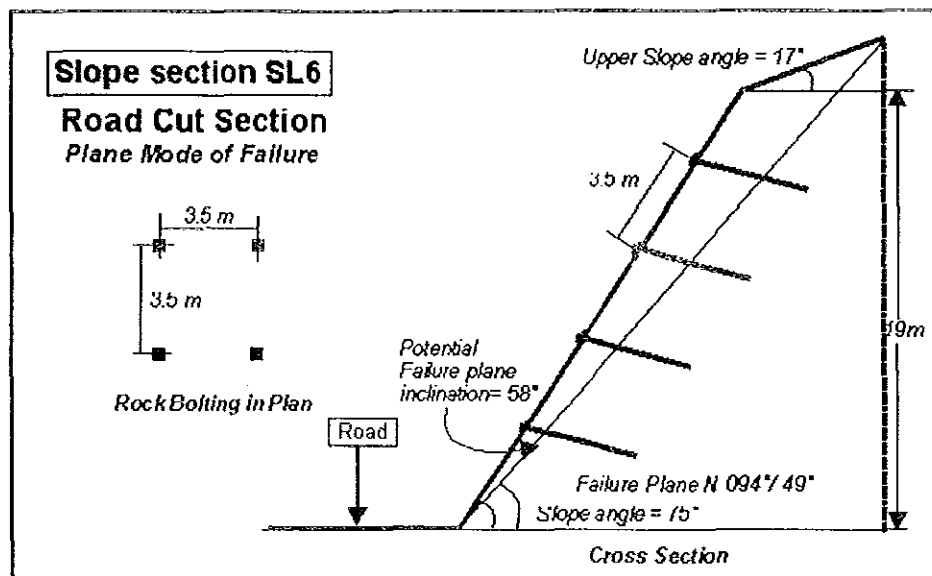 Slope section SL6
Road Cut Section
Plane Mode of Failure
3.5 m
3.5 m
Rock Bolting in Plan
Road
Upper Slope angle = 17°
3.5 m
19m
Potential
Failure plane
inclination= 58°
Failure Plane N 094°/ 49°
Slope angle = 75°
Cross Section